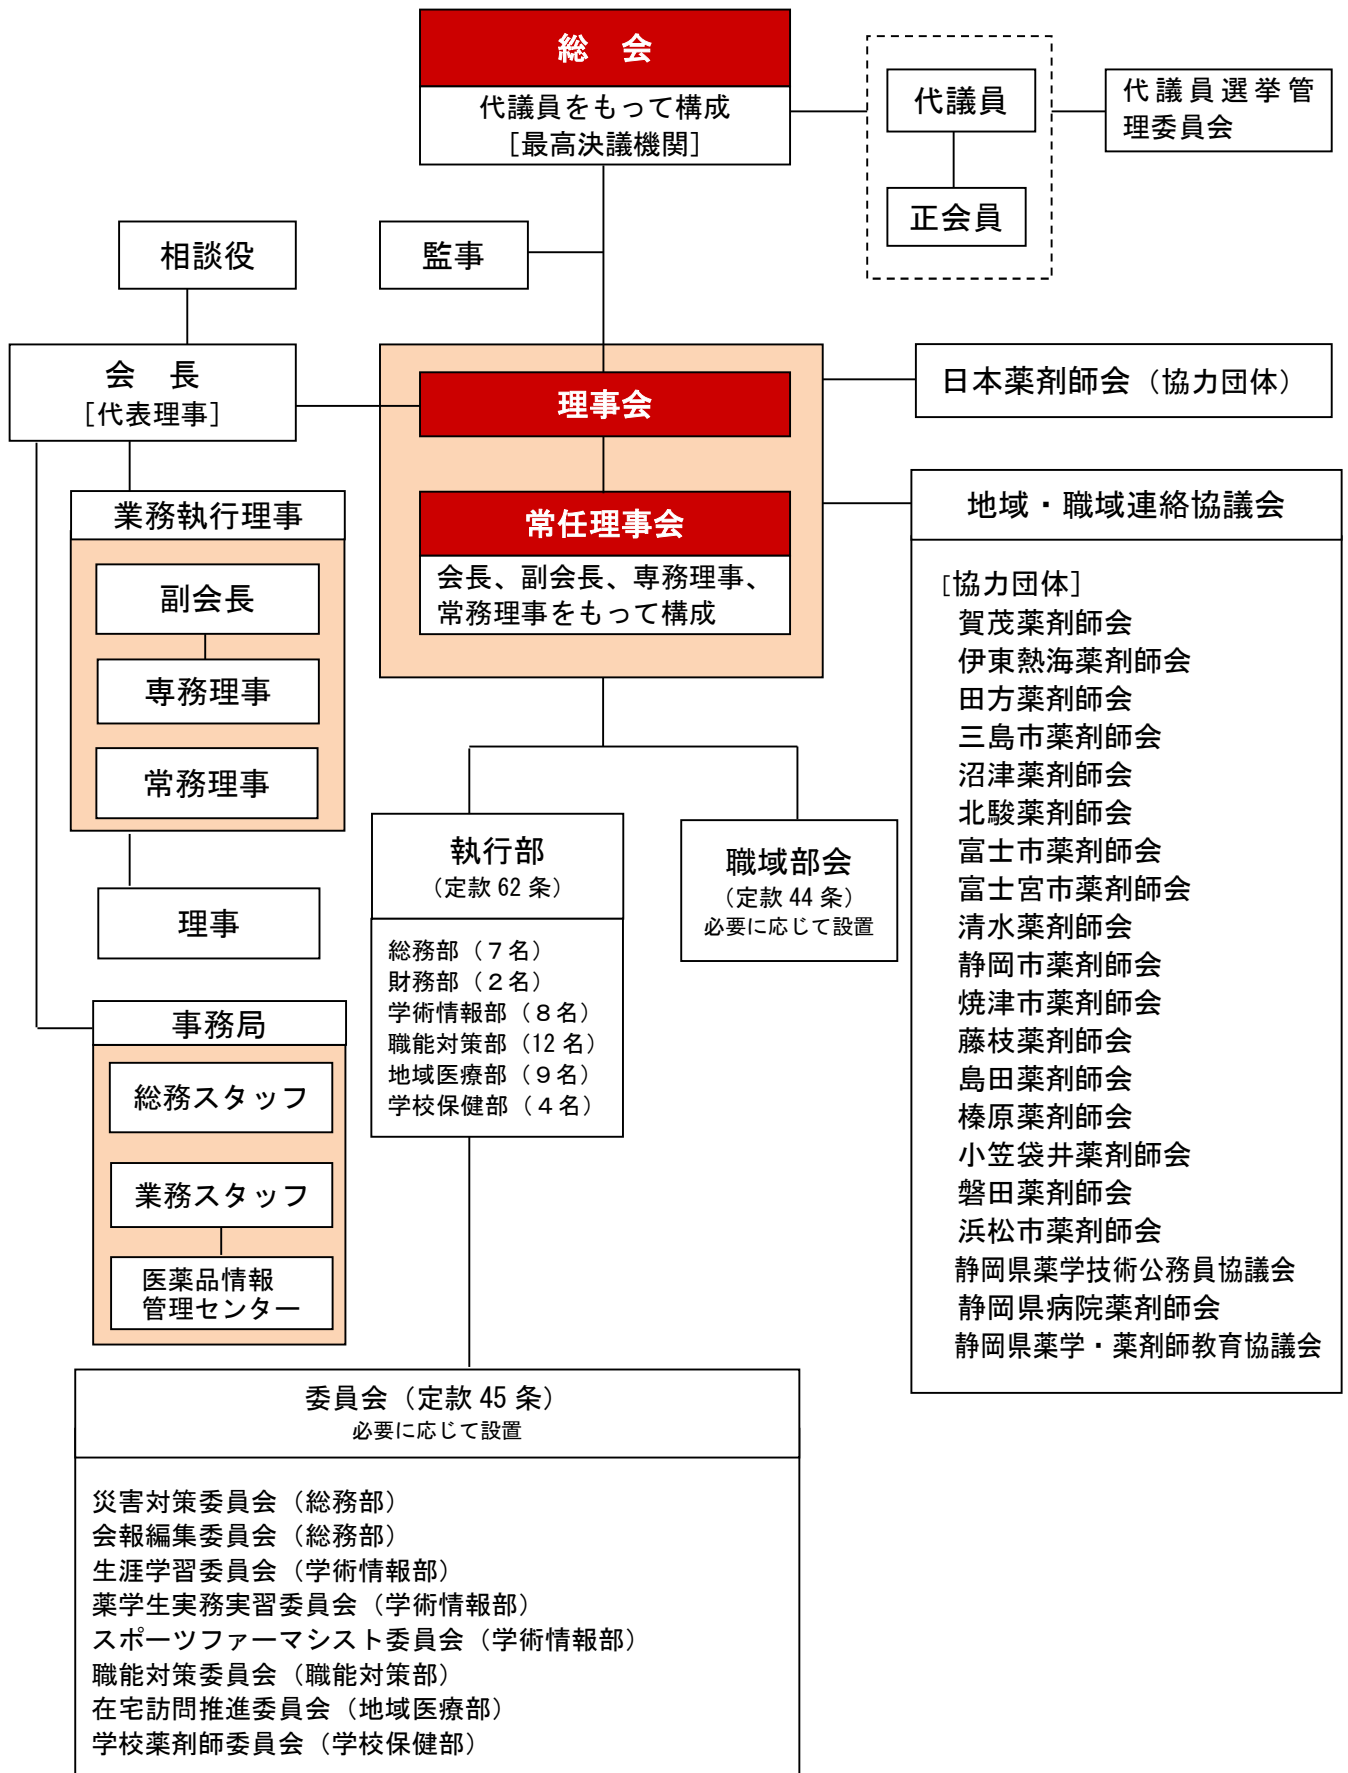 総　会
代議員をもって構成
[最高決議機関]
代議員
正会員
代議員選挙管
理委員会
相談役
監事
会　長
[代表理事]
理事会
日本薬剤師会（協力団体）
業務執行理事
副会長
専務理事
常務理事
常任理事会
会長、副会長、専務理事、
常務理事をもって構成
地域・職域連絡協議会
[協力団体]
賀茂薬剤師会
伊東熱海薬剤師会
田方薬剤師会
三島市薬剤師会
沼津薬剤師会
北駿薬剤師会
富士市薬剤師会
富士宮市薬剤師会
清水薬剤師会
静岡市薬剤師会
焼津市薬剤師会
藤枝薬剤師会
島田薬剤師会
榛原薬剤師会
小笠袋井薬剤師会
磐田薬剤師会
浜松市薬剤師会
静岡県薬学技術公務員協議会
静岡県病院薬剤師会
静岡県薬学・薬剤師教育協議会
理事
執行部
（定款 62 条）
総務部（７名）
財務部（２名）
学術情報部（８名）
職能対策部（12 名）
地域医療部（９名）
学校保健部（４名）
職域部会
（定款 44 条）
必要に応じて設置
事務局
総務スタッフ
業務スタッフ
医薬品情報
管理センター
委員会（定款 45 条）
必要に応じて設置
災害対策委員会（総務部）
会報編集委員会（総務部）
生涯学習委員会（学術情報部）
薬学生実務実習委員会（学術情報部）
スポーツファーマシスト委員会（学術情報部）
職能対策委員会（職能対策部）
在宅訪問推進委員会（地域医療部）
学校薬剤師委員会（学校保健部）